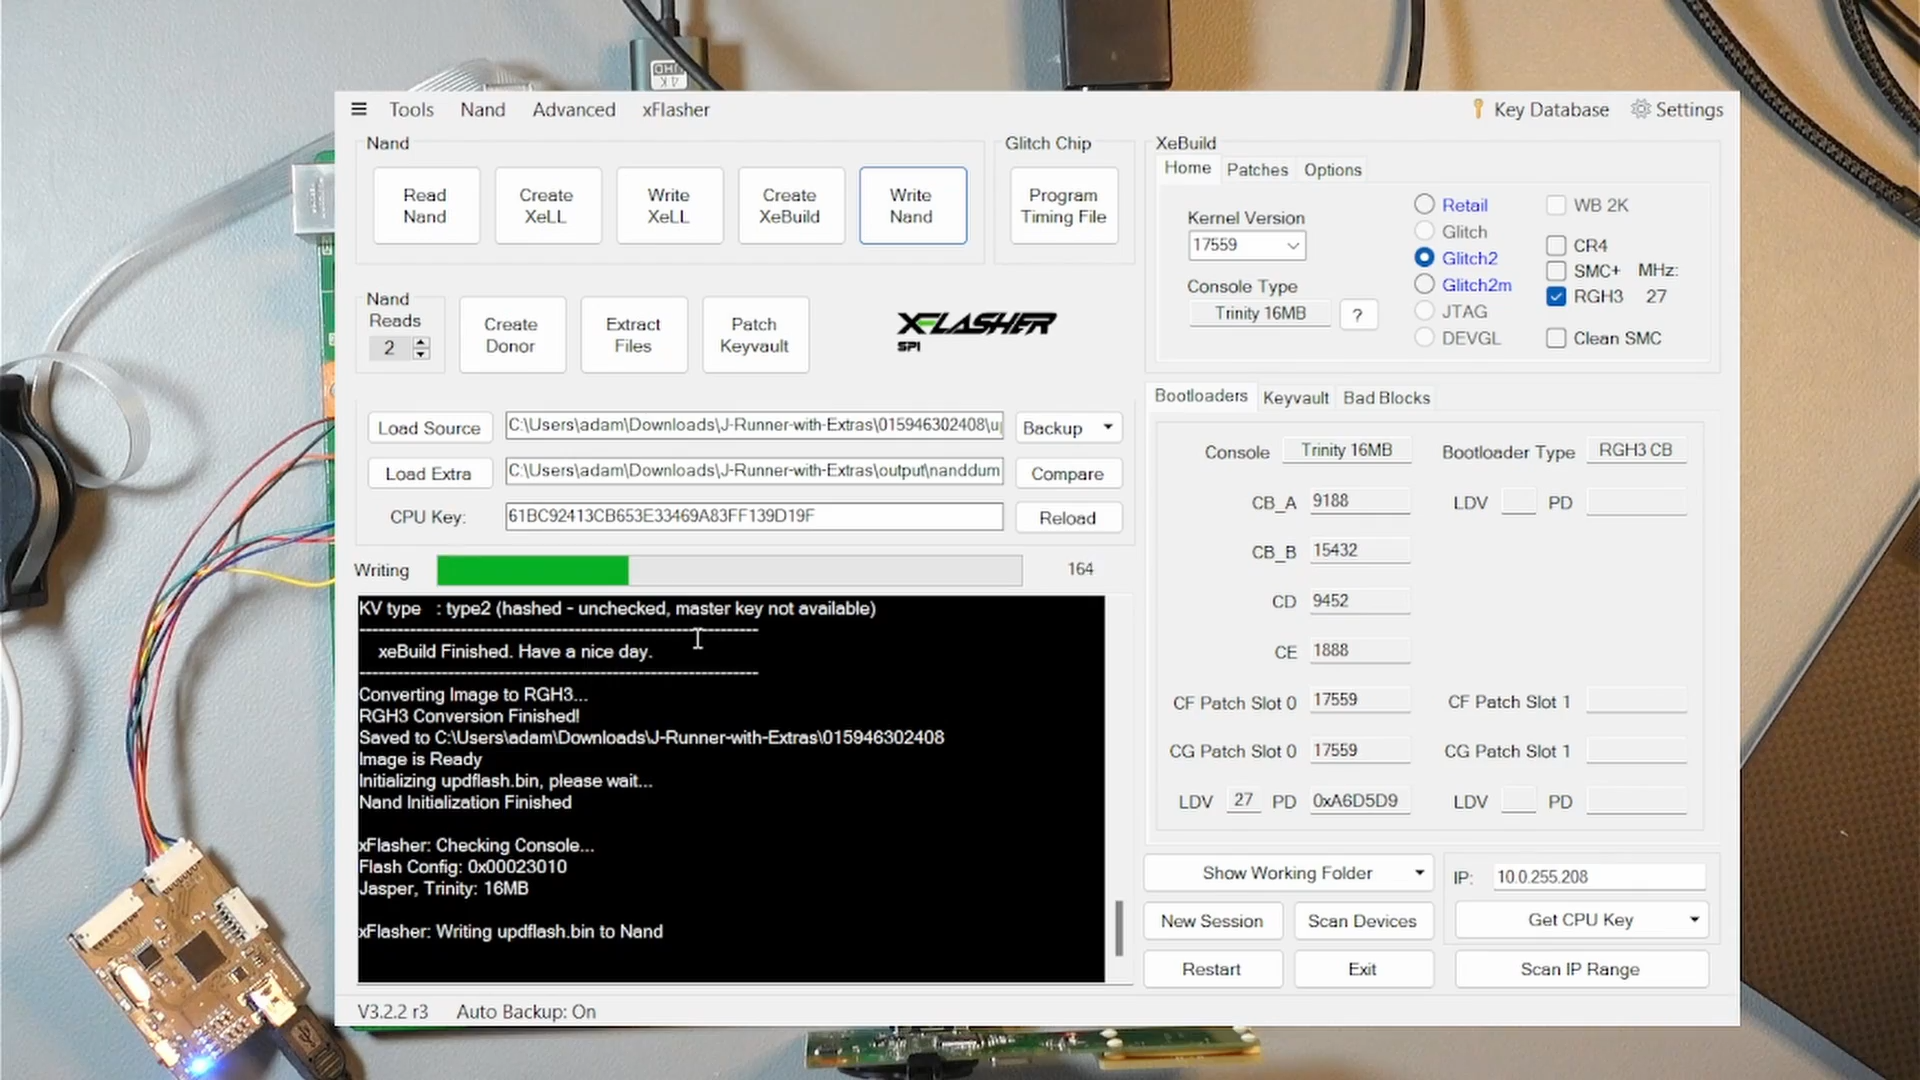 UHD
4K
Tools Nand Advanced xFlasher
Key Database Settings
Nand
Read Nand
Create XeLL
Write XeLL
Create XeBuild
Write Nand
Glitch Chip
Program Timing File
Nand Reads
2
Create Donor
Extract Files
Patch Keyvault
XFLASHER
SPI
Load Source C:\Users\adam\Downloads\J-Runner-with-Extras\015946302408\u Backup
Load Extra C:\Users\adam\Downloads\J-Runner-with-Extras\output\nanddum Compare
CPU Key: 61BC92413CB653E33469A83FF139D19F Reload
Writing 164
KV type : type2 (hashed - unchecked, master key not available)
xeBuild Finished. Have a nice day.
Converting Image to RGH3...
RGH3 Conversion Finished!
Saved to C:\Users\adam\Downloads\J-Runner-with-Extras\015946302408
Image is Ready
Initializing updflash.bin, please wait...
Nand Initialization Finished
xFlasher: Checking Console...
Flash Config: 0x00023010
Jasper, Trinity: 16MB
xFlasher: Writing updflash.bin to Nand
V3.2.2 r3 Auto Backup: On
XeBuild
Home Patches Options
Kernel Version
17559
Console Type
Trinity 16MB ?
Retail
Glitch
Glitch2
Glitch2m
JTAG
DEVGL
WB 2K
CR4
SMC+ MHz:
RGH3 27
Clean SMC
Bootloaders Keyvault Bad Blocks
Console Trinity 16MB Bootloader Type RGH3 CB
CB_A 9188 LDV PD
CB_B 15432
CD 9452
CE 1888
CF Patch Slot 0 17559 CF Patch Slot 1
CG Patch Slot 0 17559 CG Patch Slot 1
LDV 27 PD 0xA6D5D9 LDV PD
Show Working Folder
New Session Scan Devices
Restart Exit
IP: 10.0.255.208
Get CPU Key
Scan IP Range